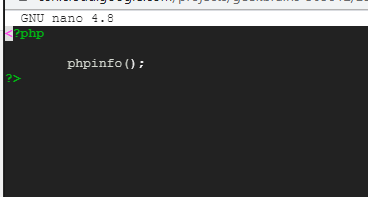 GNU nano 4.8
<?php
phpinfo();
?>